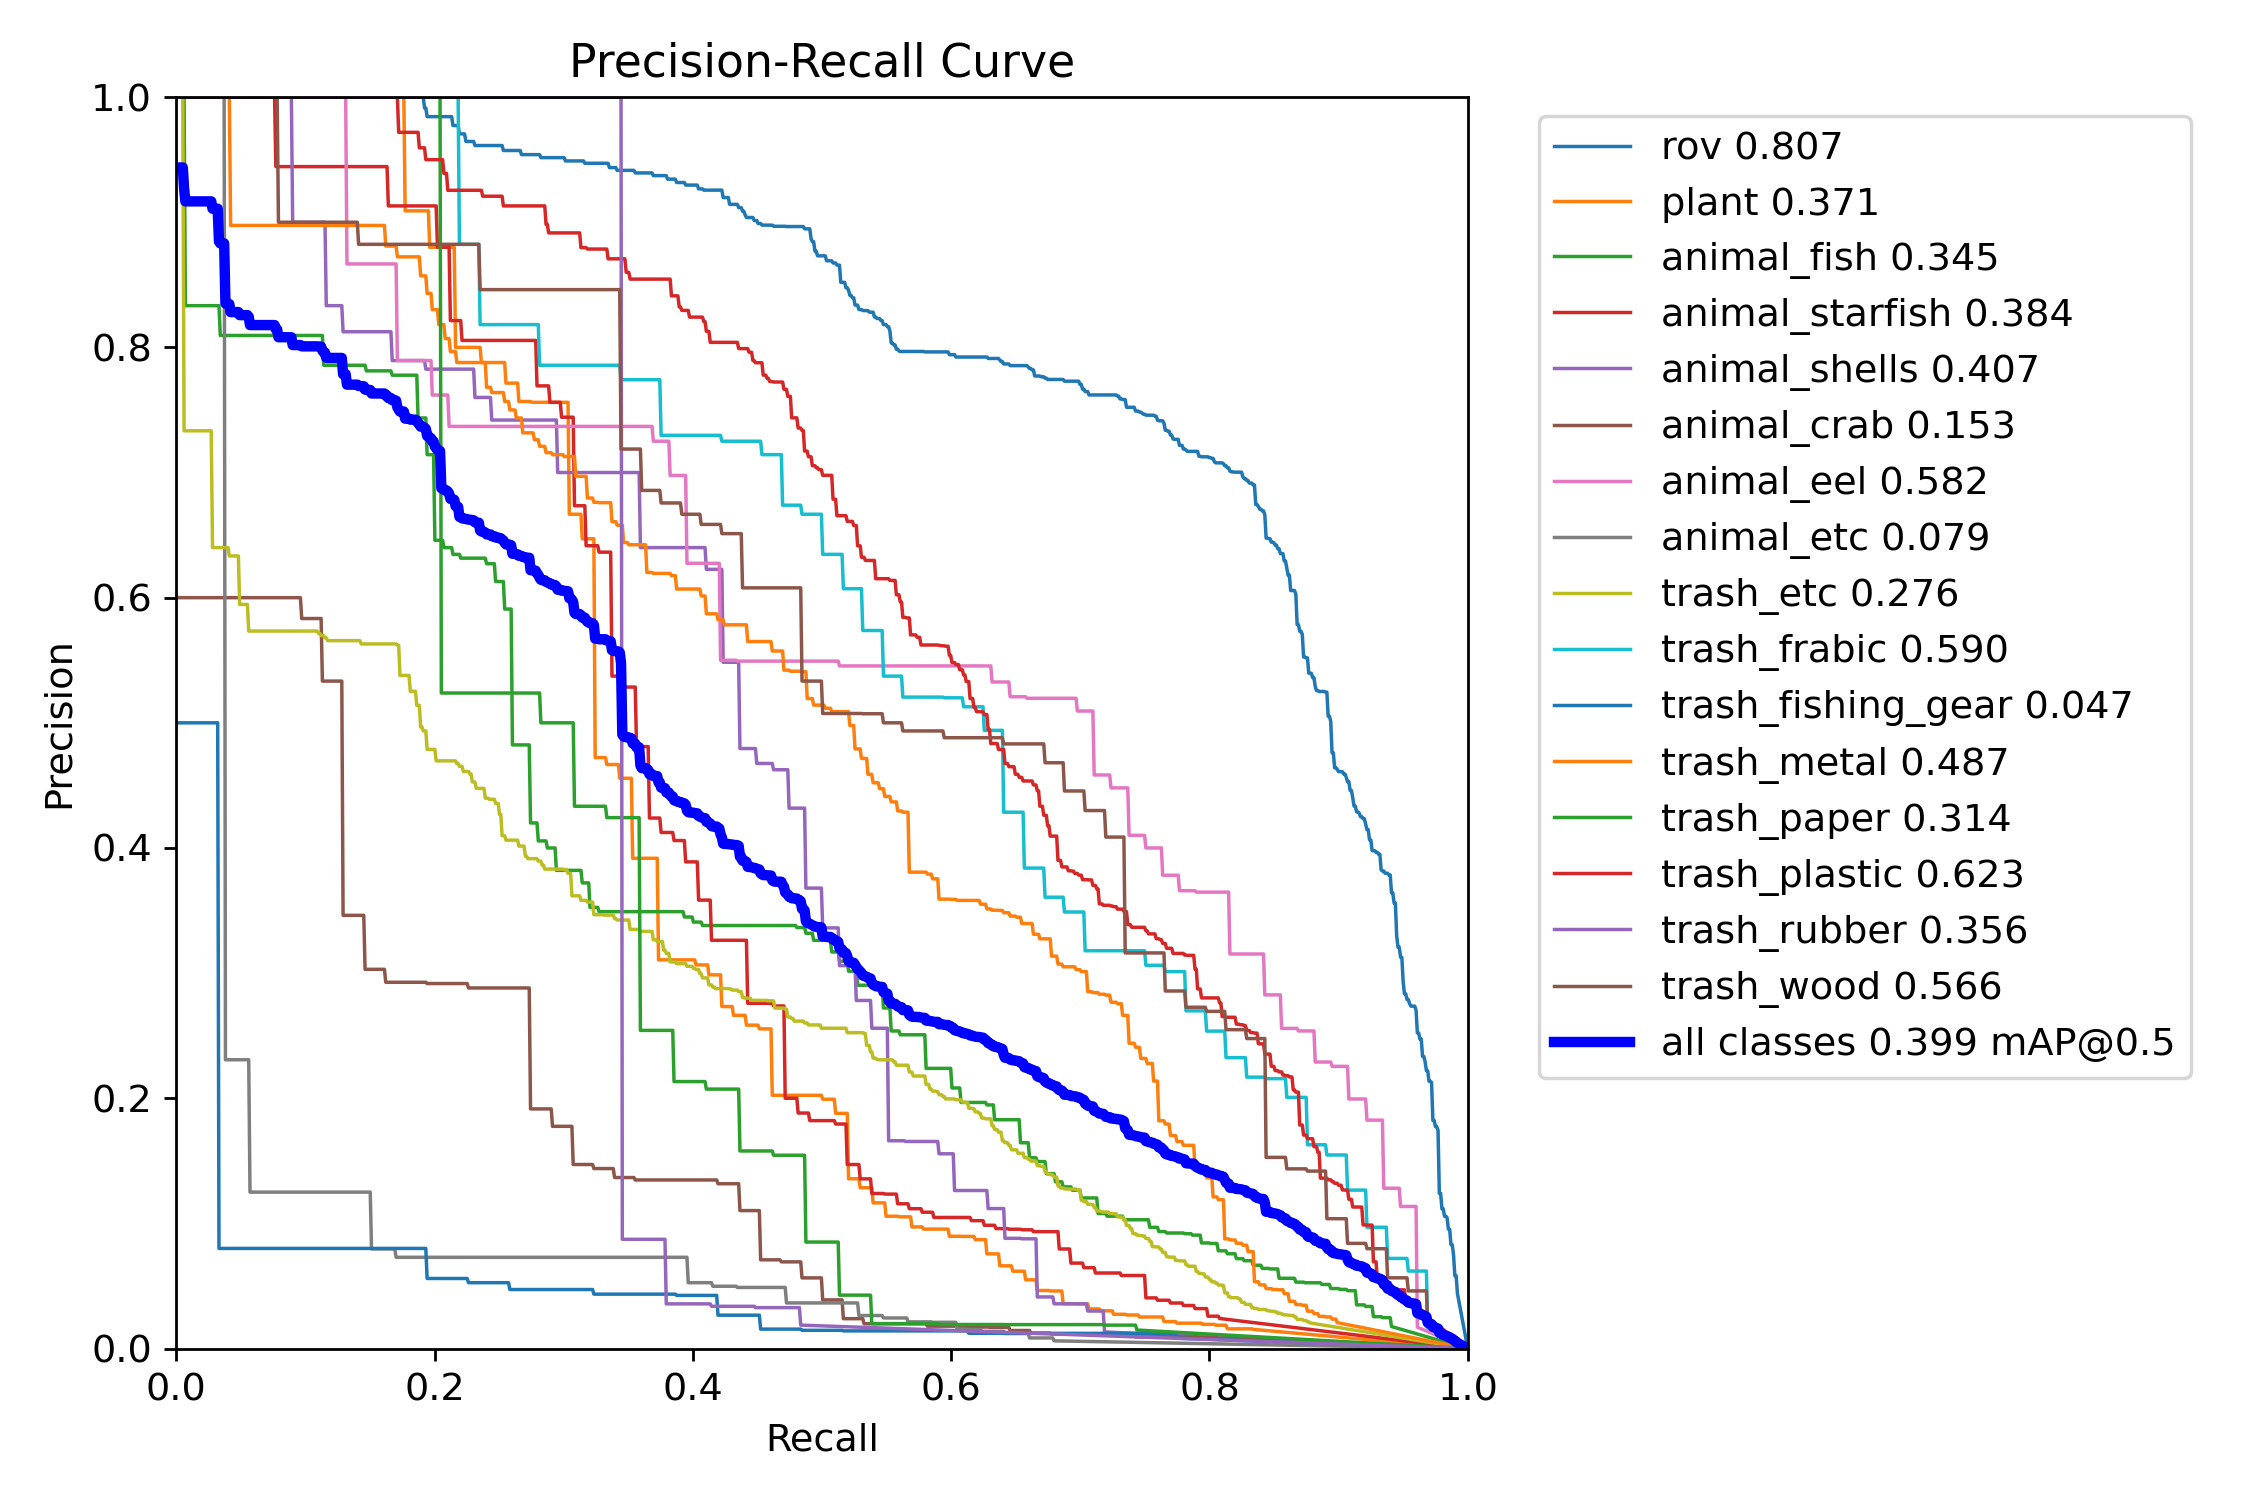 Precision-Recall Curve
1.0
0.8
0.6
0.4
0.2
0.0
Precision
0.0 0.2 0.4 0.6 0.8 1.0
Recall
rov 0.807
plant 0.371
animal_fish 0.345
animal_starfish 0.384
animal_shells 0.407
animal_crab 0.153
animal_eel 0.582
animal_etc 0.079
trash_etc 0.276
trash_frabic 0.590
trash_fishing_gear 0.047
trash_metal 0.487
trash_paper 0.314
trash_plastic 0.623
trash_rubber 0.356
trash_wood 0.566
all classes 0.399 mAP@0.5